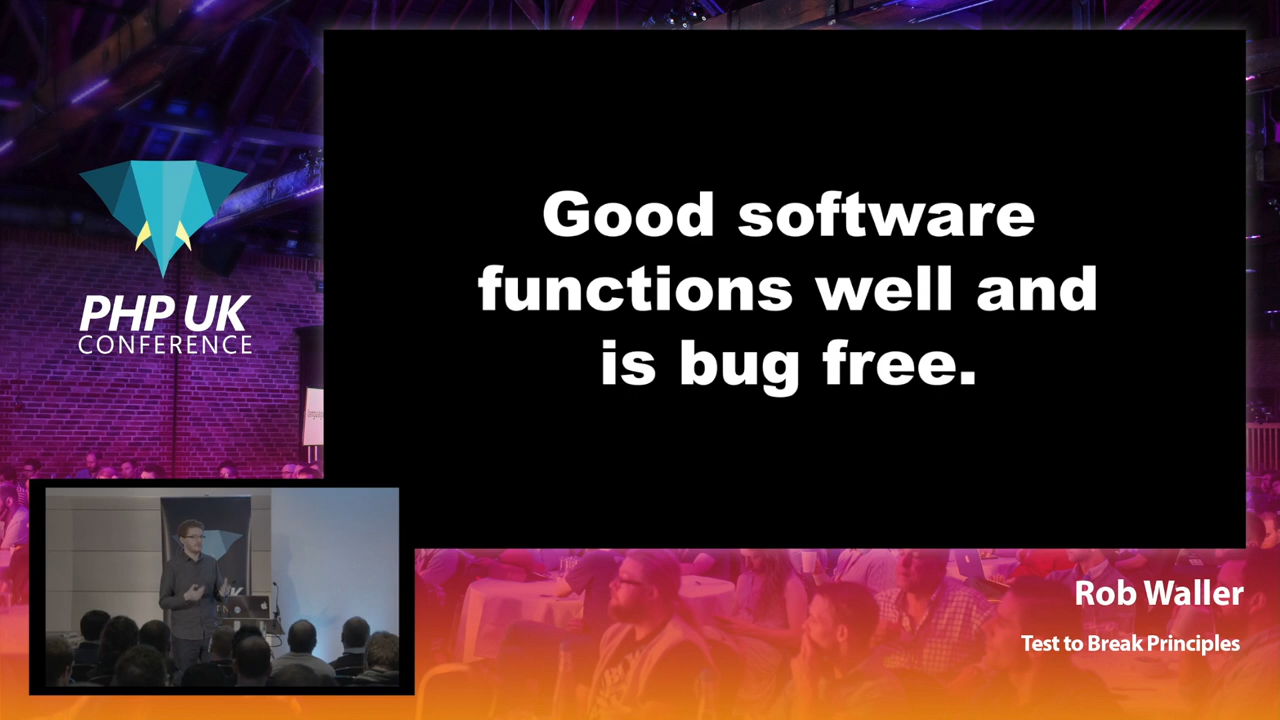 Good software
functions well and
is bug free.
PHP UK
CONFERENCE
Rob Waller
Test to Break Principles